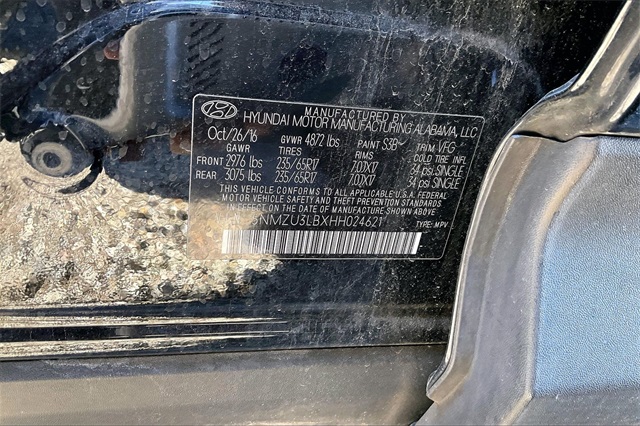 MANUFACTURED BY
HYUNDAI MOTOR MANUFACTURING ALABAMA, LLC
Oct/26/16 GVWR 4872 lbs PAINT S3B TRIM VFG
GAWR TIRES RIMS COLD TIRE INFL
FRONT 2976 lbs 235/65R17 7.0JX17 34 psi SINGLE
REAR 3075 lbs 235/65R17 7.0JX17 34 psi SINGLE
THIS VEHICLE CONFORMS TO ALL APPLICABLE U.S.A. FEDERAL
MOTOR VEHICLE SAFETY AND THEFT PREVENTION STANDARDS
IN EFFECT ON THE DATE OF MANUFACTURE SHOWN ABOVE.
NMZU3LBXHH024621 TYPE: MPV